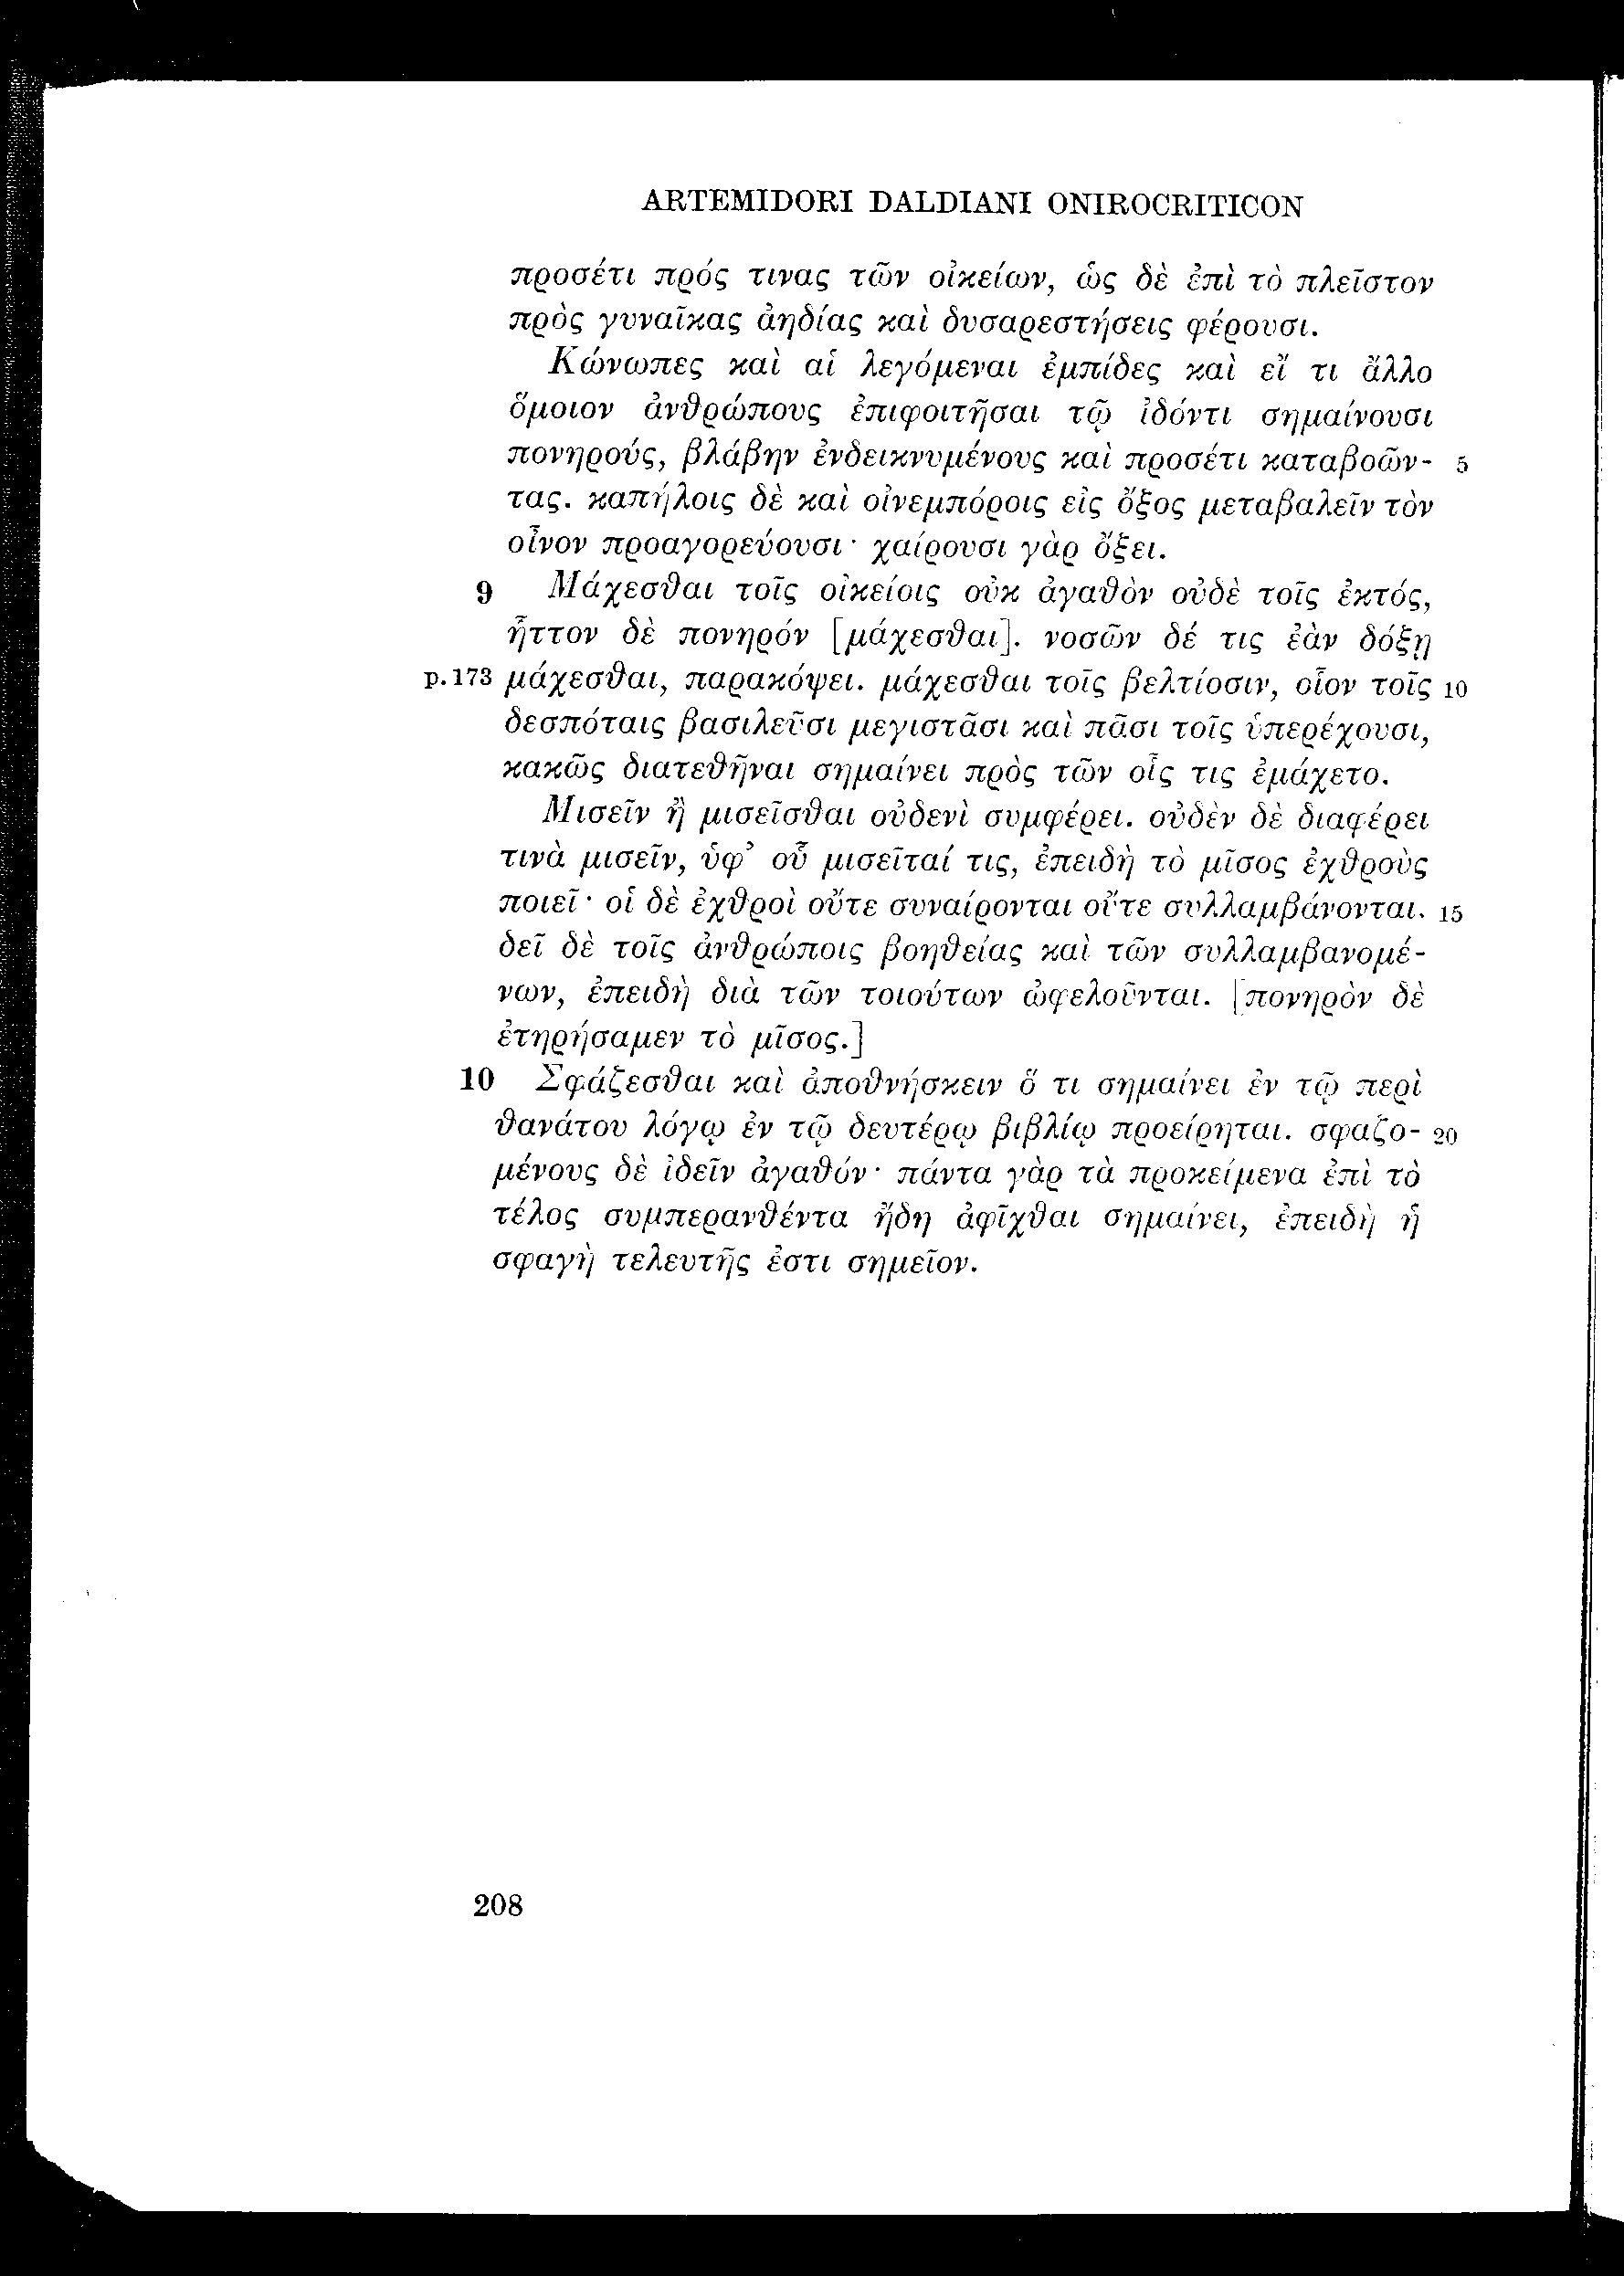 ARTEMIDORI DALDIANI ONIROCRITICON
προσέτι πρός τινας τῶν οἰκείων, ὡς δὲ ἐπὶ τὸ πλεῖστον
πρὸς γυναῖκας ἀηδίας καὶ δυσαρεστήσεις φέρουσι.
Κώνωπες καὶ αἱ λεγόμεναι ἐμπίδες καὶ εἴ τι ἄλλο
ὅμοιον ἀνθρώπους ἐπιφοιτῆσαι τῷ ἰδόντι σημαίνουσι
πονηρούς, βλάβην ἐνδεικνυμένους καὶ προσέτι καταβοῶν- 5
τας. καπήλοις δὲ καὶ οἰνεμπόροις εἰς ὄξος μεταβαλεῖν τὸν
οἶνον προαγορεύουσι· χαίρουσι γὰρ ὄξει.
9 Μάχεσθαι τοῖς οἰκείοις οὐκ ἀγαθὸν οὐδὲ τοῖς ἐκτός,
ἧττον δὲ πονηρόν [μάχεσθαι]. νοσῶν δέ τις ἐὰν δόξῃ
p.173 μάχεσθαι, παρακόψει. μάχεσθαι τοῖς βελτίοσιν, οἷον τοῖς 10
δεσπόταις βασιλεῦσι μεγιστᾶσι καὶ πᾶσι τοῖς ὑπερέχουσι,
κακῶς διατεθῆναι σημαίνει πρὸς τῶν οἷς τις ἐμάχετο.
Μισεῖν ἢ μισεῖσθαι οὐδενὶ συμφέρει. οὐδὲν δὲ διαφέρει
τινὰ μισεῖν, ὑφ’ οὗ μισεῖταί τις, ἐπειδὴ τὸ μῖσος ἐχθροὺς
ποιεῖ· οἱ δὲ ἐχθροὶ οὔτε συναίρονται οὔτε συλλαμβάνονται. 15
δεῖ δὲ τοῖς ἀνθρώποις βοηθείας καὶ τῶν συλλαμβανομέ-
νων, ἐπειδὴ διὰ τῶν τοιούτων ὠφελοῦνται. [πονηρὸν δὲ
ἐτηρήσαμεν τὸ μῖσος.]
10 Σφάζεσθαι καὶ ἀποθνήσκειν ὅ τι σημαίνει ἐν τῷ περὶ
θανάτου λόγῳ ἐν τῷ δευτέρῳ βιβλίῳ προείρηται. σφαζο- 20
μένους δὲ ἰδεῖν ἀγαθόν· πάντα γὰρ τὰ προκείμενα ἐπὶ τὸ
τέλος συμπερανθέντα ἤδη ἀφῖχθαι σημαίνει, ἐπειδὴ ἡ
σφαγὴ τελευτῆς ἐστι σημεῖον.
208